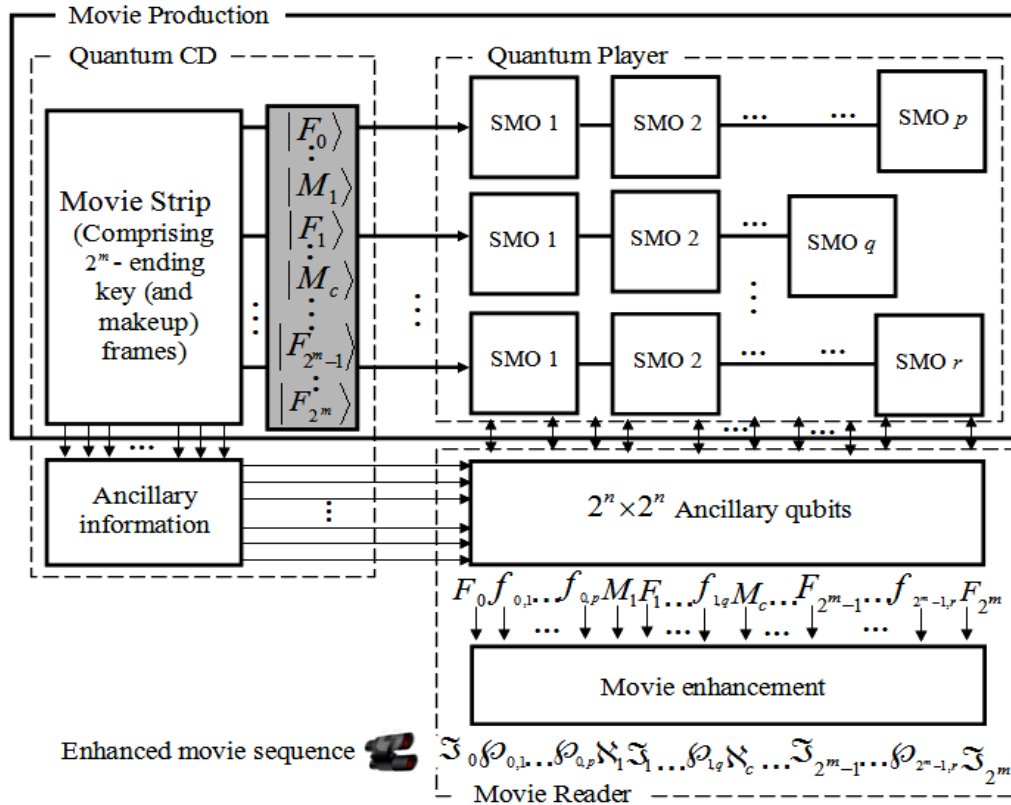 Movie Production
Quantum CD
Quantum Player
Movie Strip
(Comprising
2^m - ending
key (and
makeup)
frames)
|F_0⟩
⋮
|M_1⟩
|F_1⟩
⋮
|M_c⟩
⋮
|F_{2^m-1}⟩
⋮
|F_{2^m}⟩
SMO 1 SMO 2 ... ... SMO p
SMO 1 SMO 2 ... SMO q
SMO 1 SMO 2 ... ... SMO r
Ancillary
information
2^n × 2^n Ancillary qubits
F_0 f_{0,1} ... f_{0,p} M_1 F_1 ... f_{1,q} M_c ... F_{2^m-1} ... f_{2^m-1,r} F_{2^m}
Movie enhancement
Enhanced movie sequence
ℑ_0 ℘_{0,1} ... ℘_{0,p} ℵ_1 ℑ_1 ... ℘_{1,q} ℵ_c ... ℑ_{2^m-1} ... ℘_{2^m-1,r} ℑ_{2^m}
Movie Reader